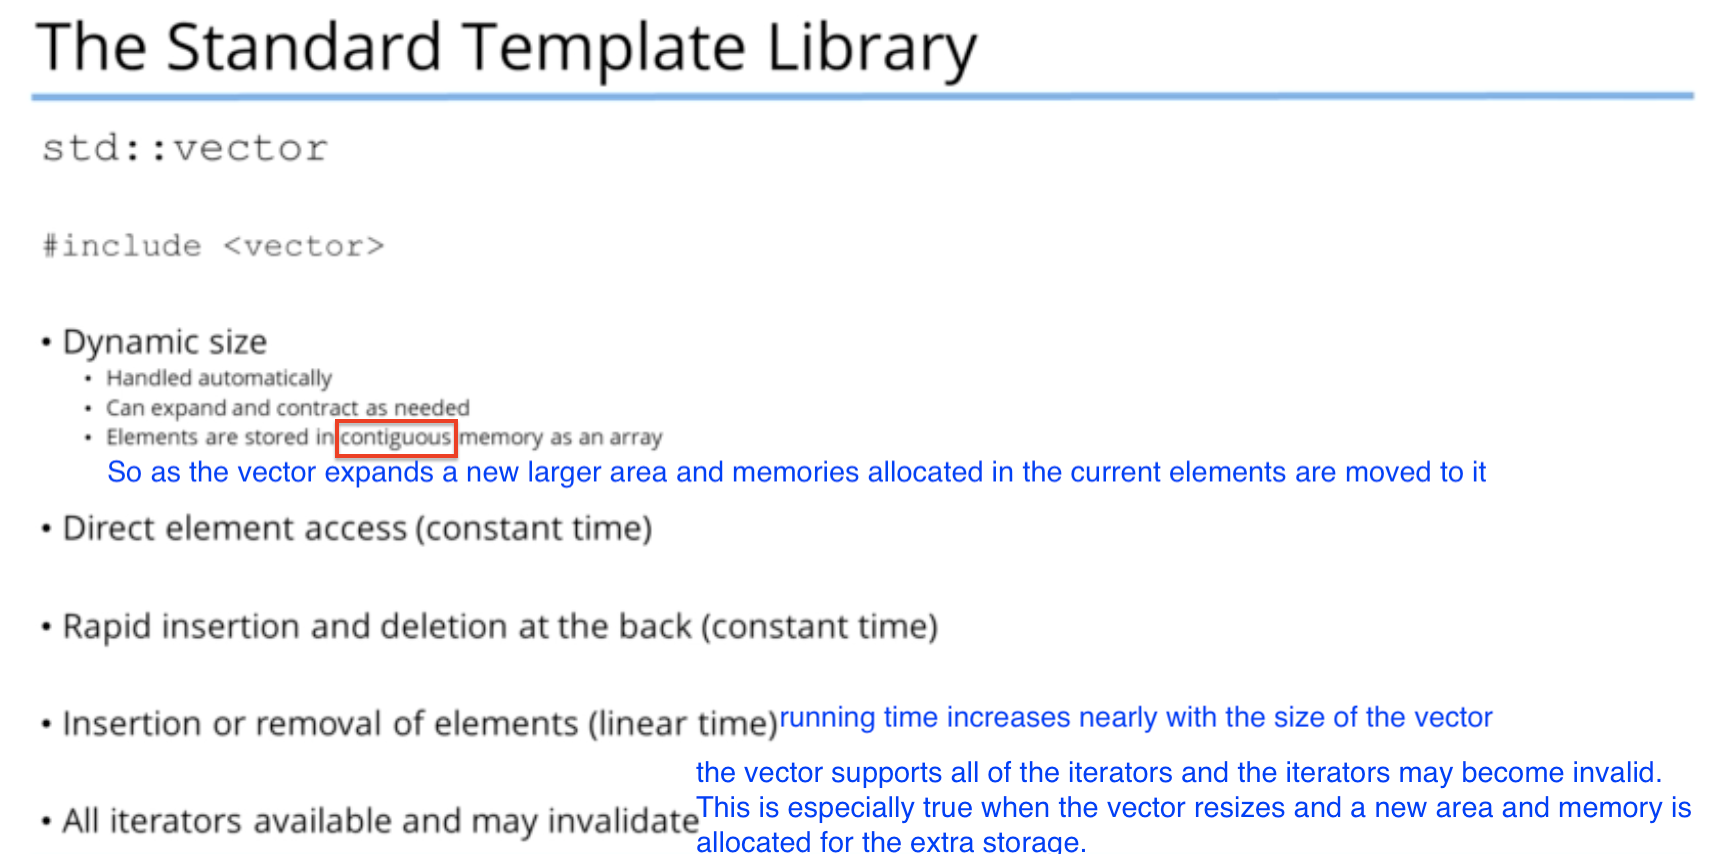 The Standard Template Library
std::vector
#include <vector>
• Dynamic size
• Handled automatically
• Can expand and contract as needed
• Elements are stored in contiguous memory as an array
So as the vector expands a new larger area and memories allocated in the current elements are moved to it
• Direct element access (constant time)
• Rapid insertion and deletion at the back (constant time)
• Insertion or removal of elements (linear time) running time increases nearly with the size of the vector
• All iterators available and may invalidate
the vector supports all of the iterators and the iterators may become invalid.
This is especially true when the vector resizes and a new area and memory is
allocated for the extra storage.